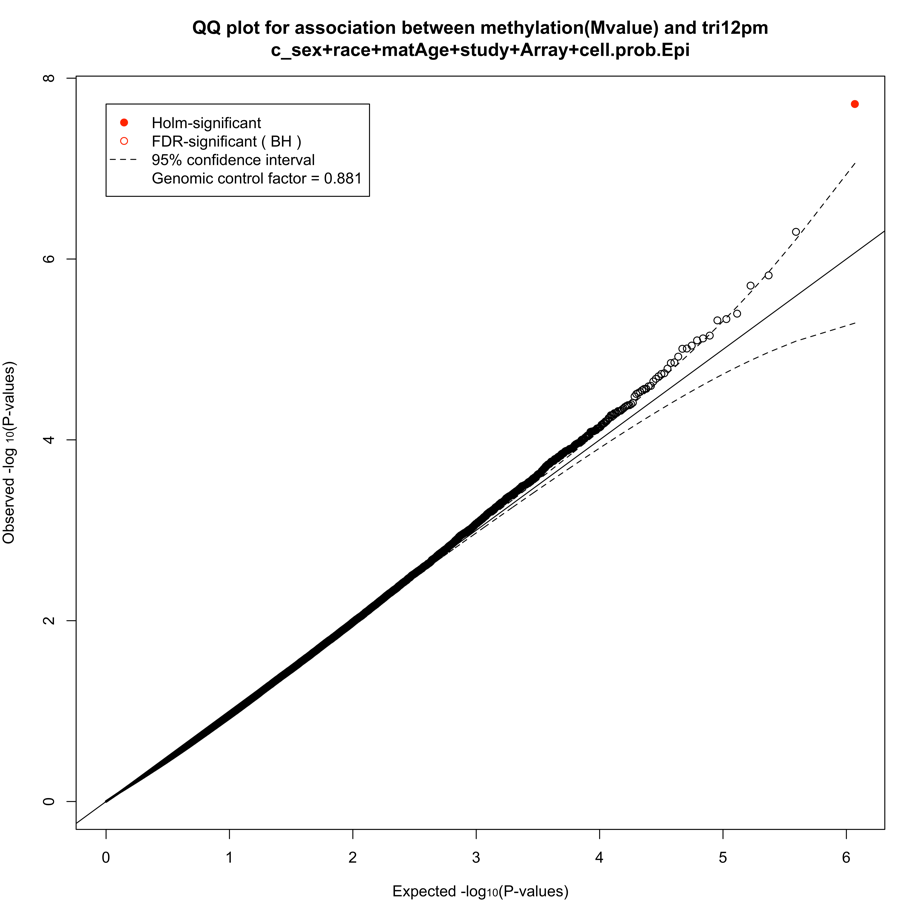 QQ plot for association between methylation(Mvalue) and tri12pm
c_sex+race+matAge+study+Array+cell.prob.Epi
8
Holm-significant
FDR-significant ( BH )
95% confidence interval
Genomic control factor = 0.881
6
4
2
0
Observed -log 10(P-values)
0 1 2 3 4 5 6
Expected -log10(P-values)